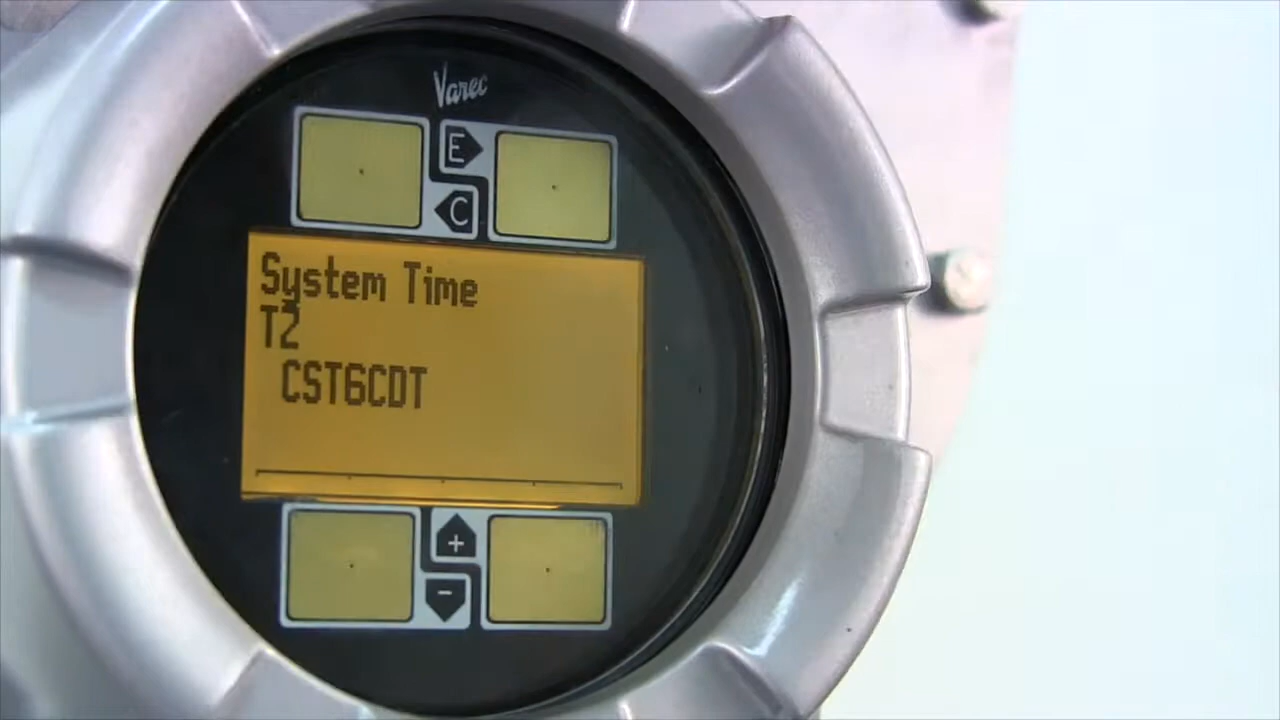 Varec
E
C
System Time
TZ
CST6CDT
+
-